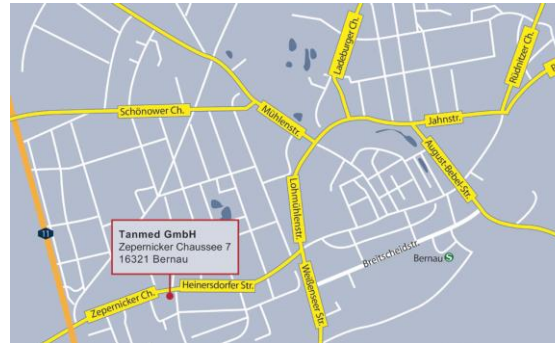 Ladeburger Ch.
Rüdnitzer Ch.
Schönower Ch.
Mühlenstr.
Jahnstr.
August-Bebel-Str.
Lohmühlenstr.
11
Tanmed GmbH
Zepernicker Chaussee 7
16321 Bernau
Breitscheidstr.
Bernau S
Heinersdorfer Str.
Weißenseer Str.
Zepernicker Ch.